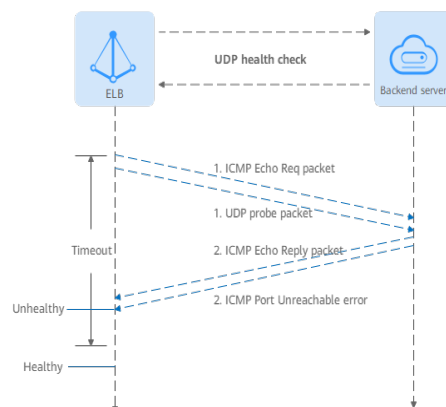 UDP health check
ELB
Backend server
1. ICMP Echo Req packet
1. UDP probe packet
Timeout
2. ICMP Echo Reply packet
2. ICMP Port Unreachable error
Unhealthy
Healthy